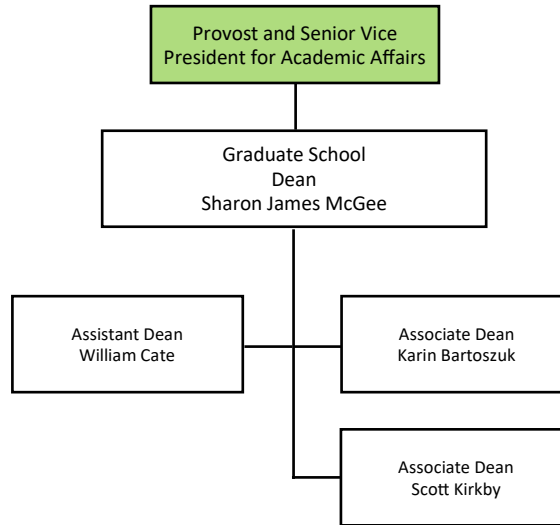 Provost and Senior Vice
President for Academic Affairs
Graduate School
Dean
Sharon James McGee
Assistant Dean
William Cate
Associate Dean
Karin Bartoszuk
Associate Dean
Scott Kirkby